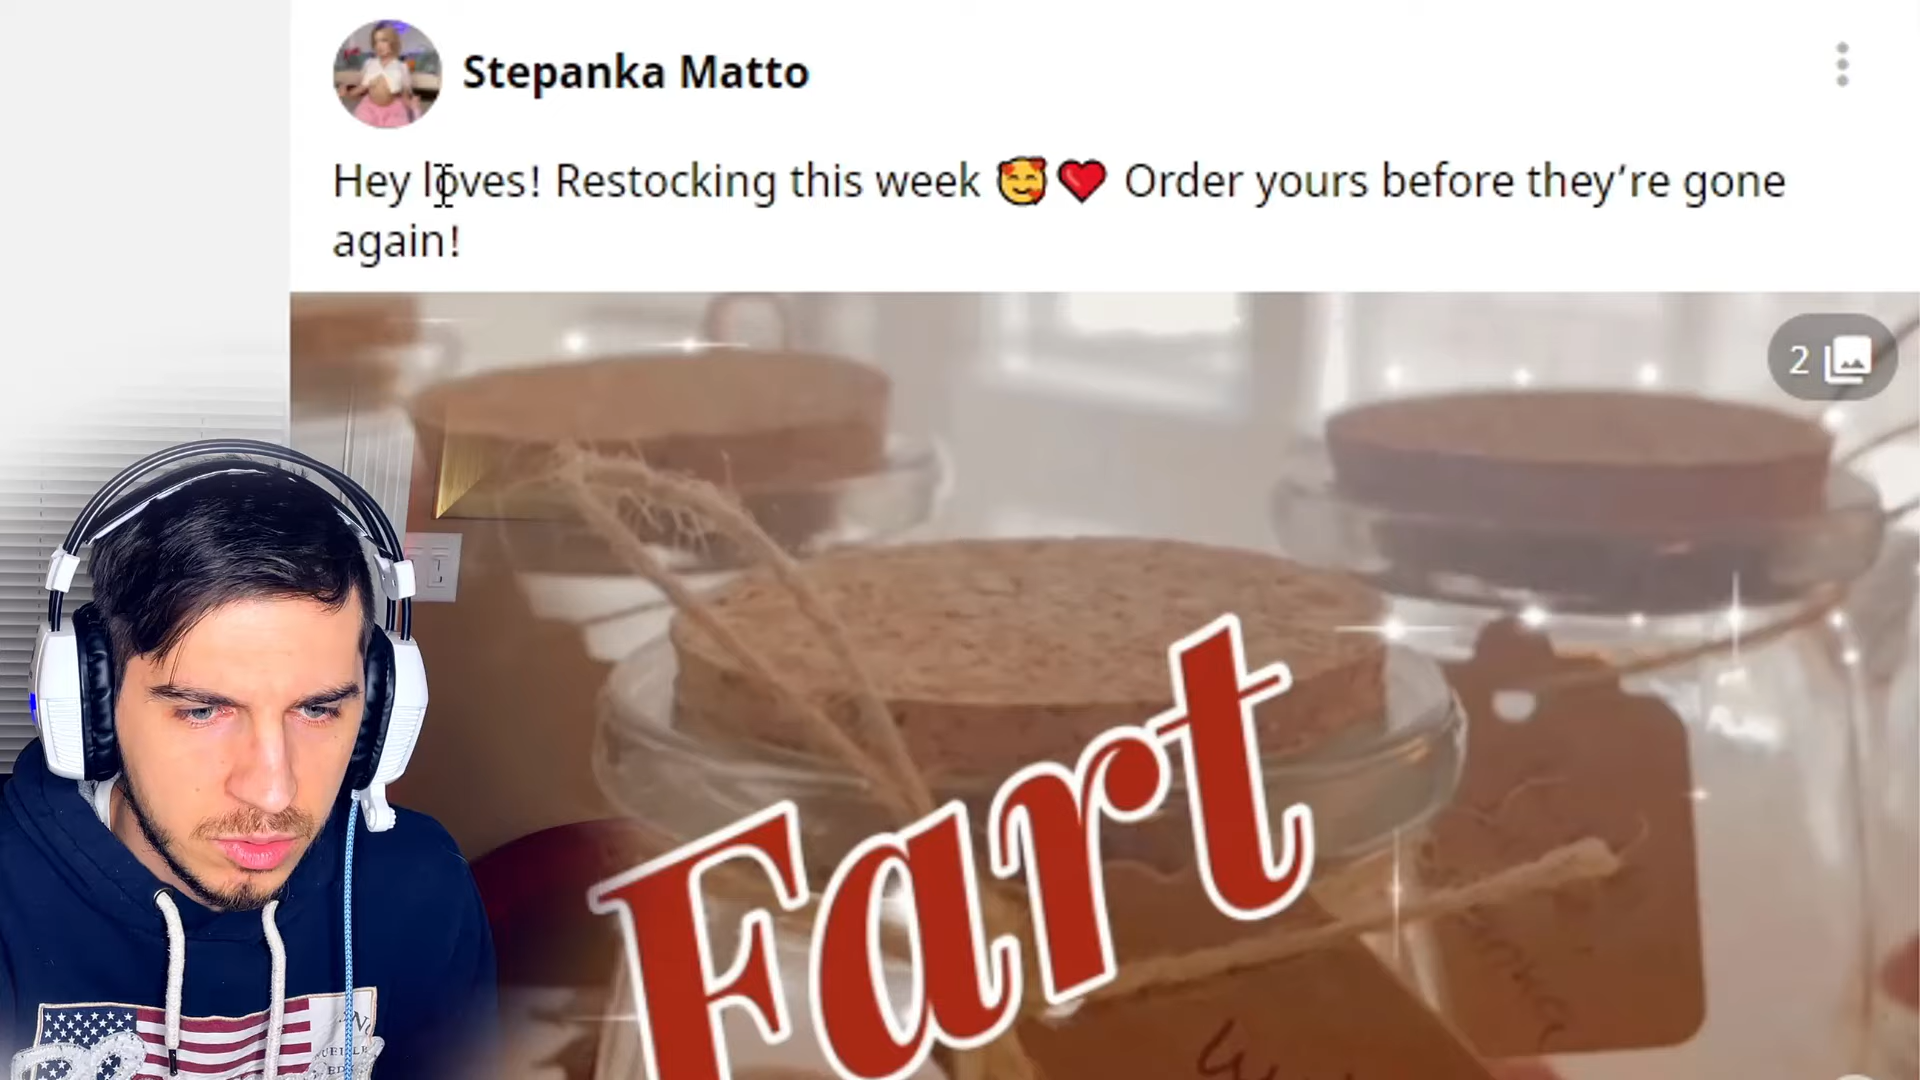 Stepanka Matto
Hey loves! Restocking this week 🥰❤️ Order yours before they’re gone
again!
2
Fart